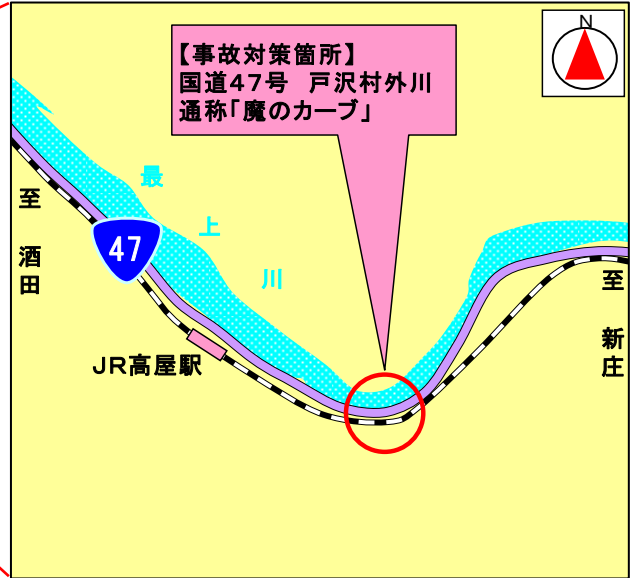 【事故対策箇所】
国道47号　戸沢村外川
通称「魔のカーブ」
N
最上川
至　酒田
47
至　新庄
JR高屋駅